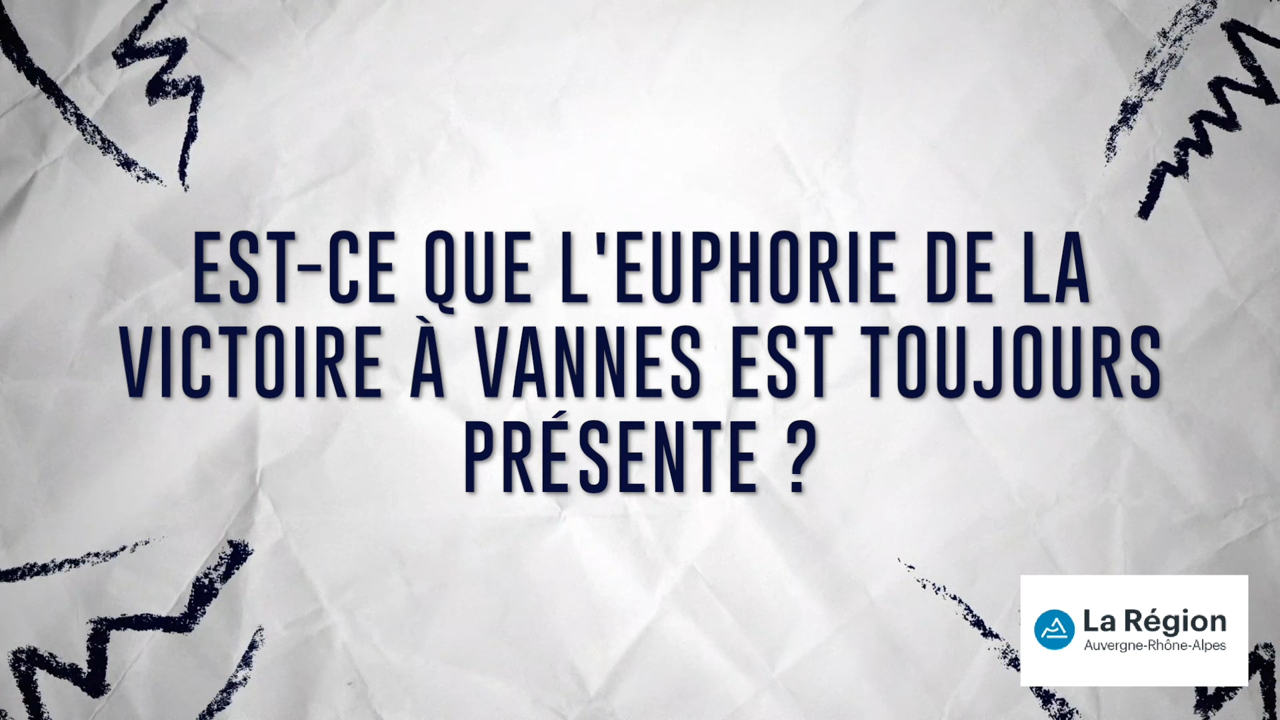 EST-CE QUE L'EUPHORIE DE LA
VICTOIRE À VANNES EST TOUJOURS
PRÉSENTE ?
La Région
Auvergne-Rhône-Alpes